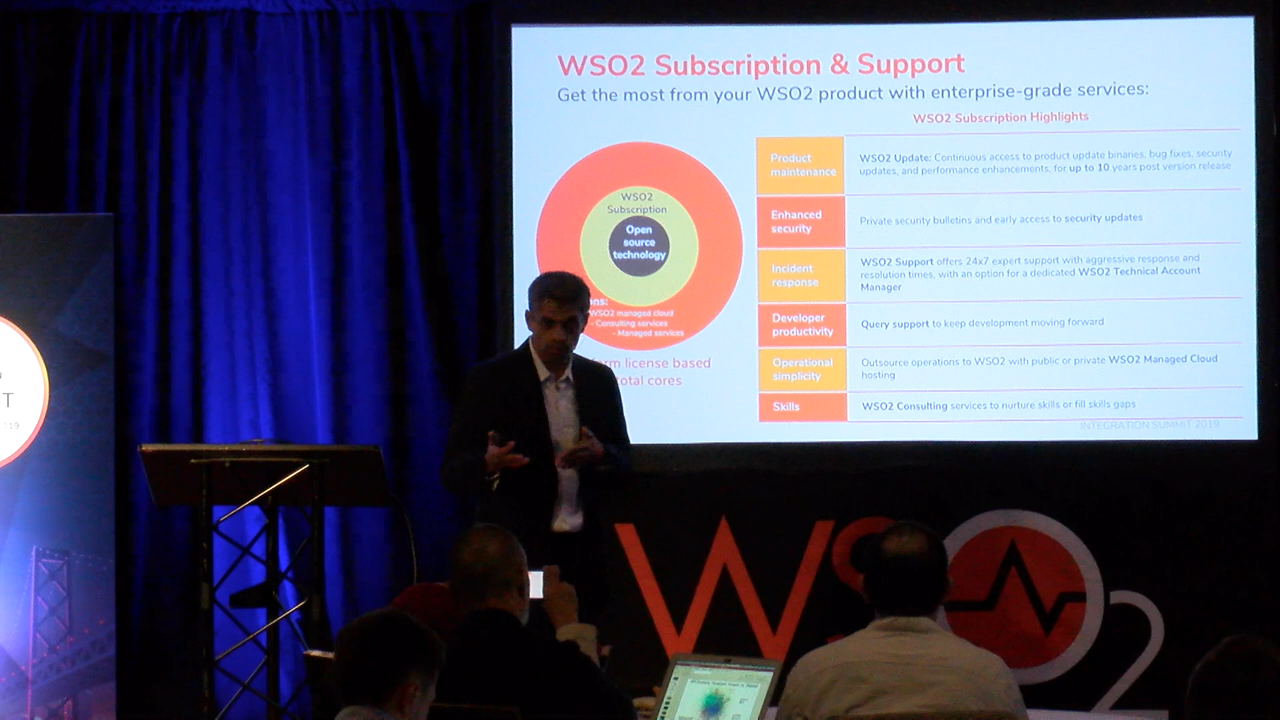 WSO2 Subscription & Support
Get the most from your WSO2 product with enterprise-grade services:
WSO2 Subscription Highlights
WSO2
Subscription
Open
source
technology
WSO2 managed cloud
- Consulting services
- Managed services
license based
total cores
Product
maintenance
WSO2 Update: Continuous access to product update binaries, bug fixes, security
updates, and performance enhancements, for up to 10 years post version release
Enhanced
security
Private security bulletins and early access to security updates
Incident
response
WSO2 Support offers 24x7 expert support with aggressive response and
resolution times, with an option for a dedicated WSO2 Technical Account
Manager
Developer
productivity
Query support to keep development moving forward
Operational
simplicity
Outsource operations to WSO2 with public or private WSO2 Managed Cloud
hosting
Skills
WSO2 Consulting services to nurture skills or fill skills gaps
INTEGRATION SUMMIT 2019
WSO2